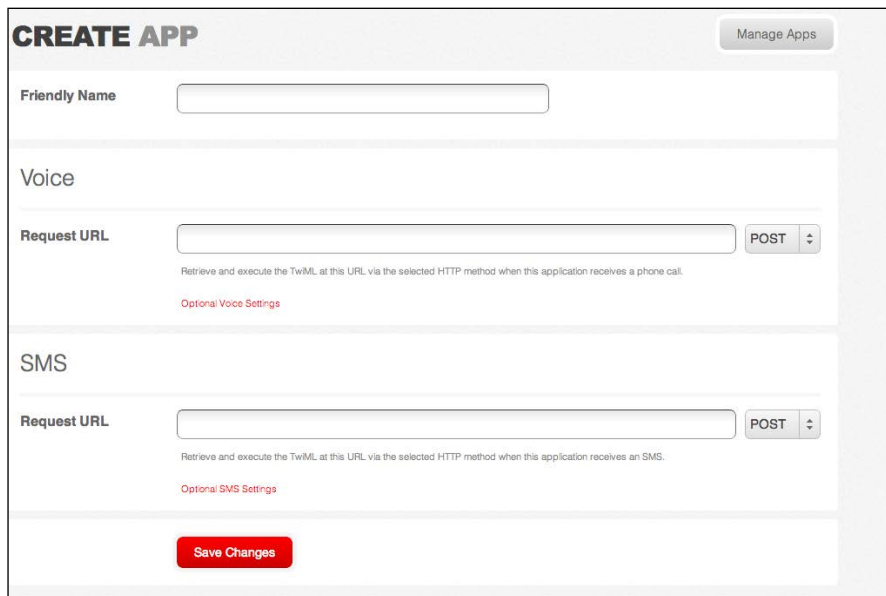 CREATE APP
Manage Apps
Friendly Name
Voice
Request URL
POST
Retrieve and execute the TwiML at this URL via the selected HTTP method when this application receives a phone call.
Optional Voice Settings
SMS
Request URL
POST
Retrieve and execute the TwiML at this URL via the selected HTTP method when this application receives an SMS.
Optional SMS Settings
Save Changes